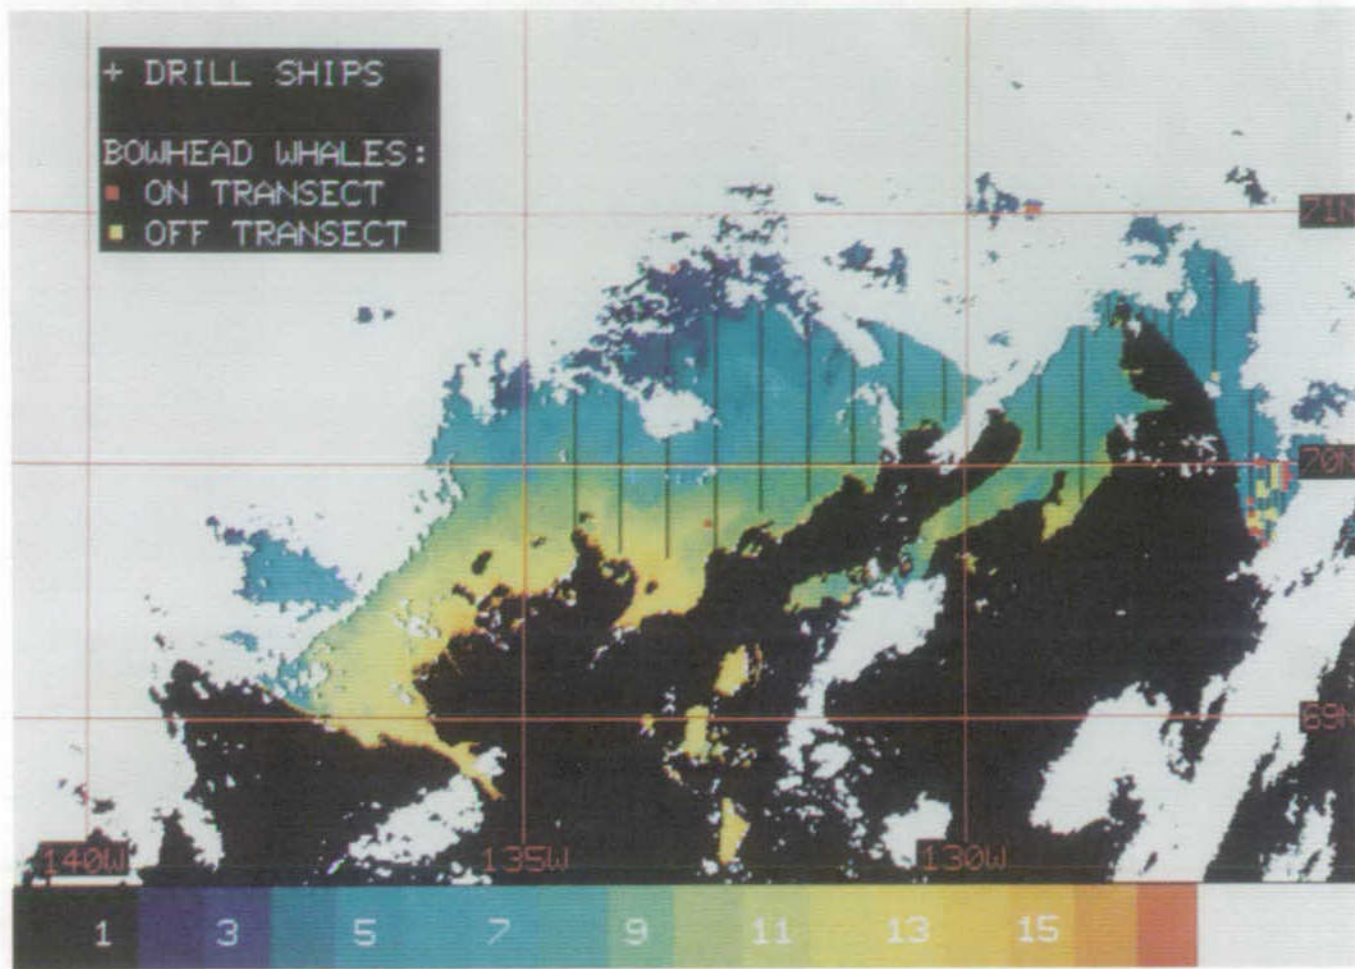 + DRILL SHIPS
BOWHEAD WHALES:
ON TRANSECT
OFF TRANSECT
71N
70N
69N
140W 135W 130W
1 3 5 7 9 11 13 15